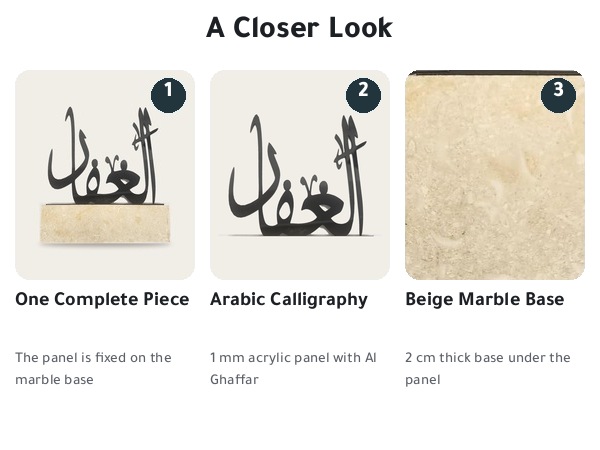 A Closer Look
1
الغفار
One Complete Piece
The panel is fixed on the
marble base
2
الغفار
Arabic Calligraphy
1 mm acrylic panel with Al
Ghaffar
3
Beige Marble Base
2 cm thick base under the
panel